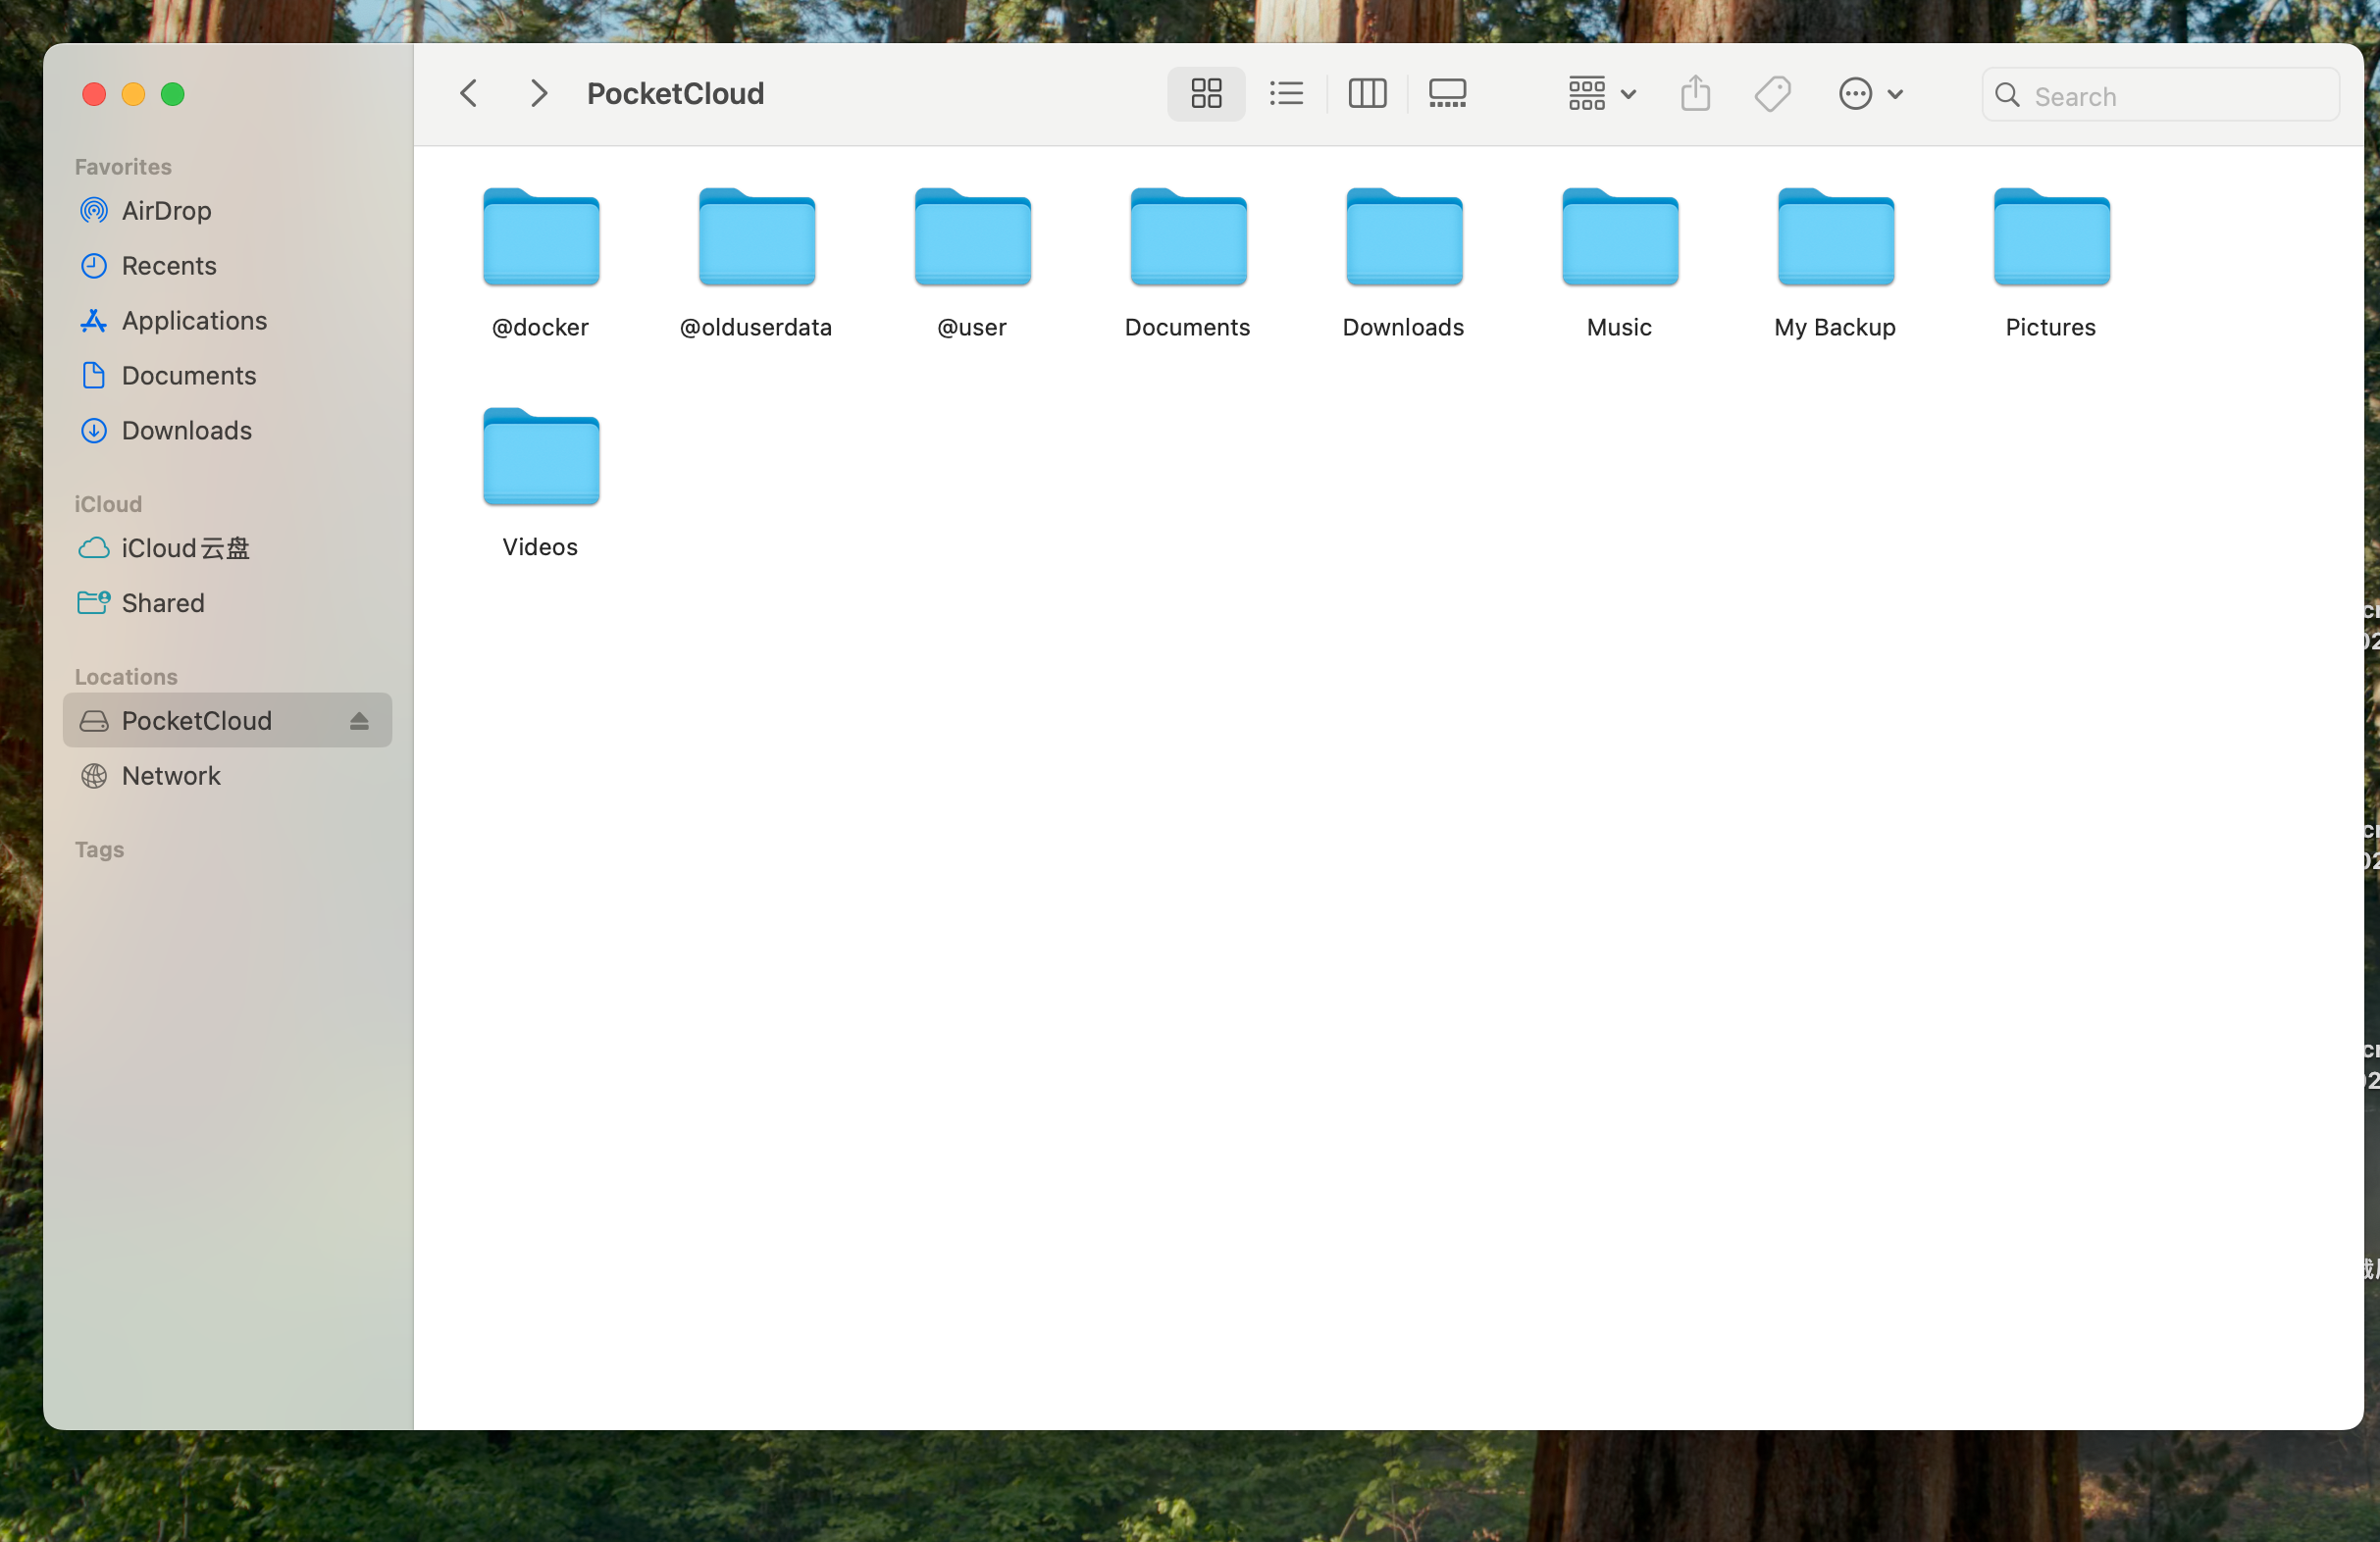 PocketCloud
Search
Favorites
AirDrop
Recents
Applications
Documents
Downloads
iCloud
iCloud云盘
Shared
Locations
PocketCloud
Network
Tags
@docker
@olduserdata
@user
Documents
Downloads
Music
My Backup
Pictures
Videos